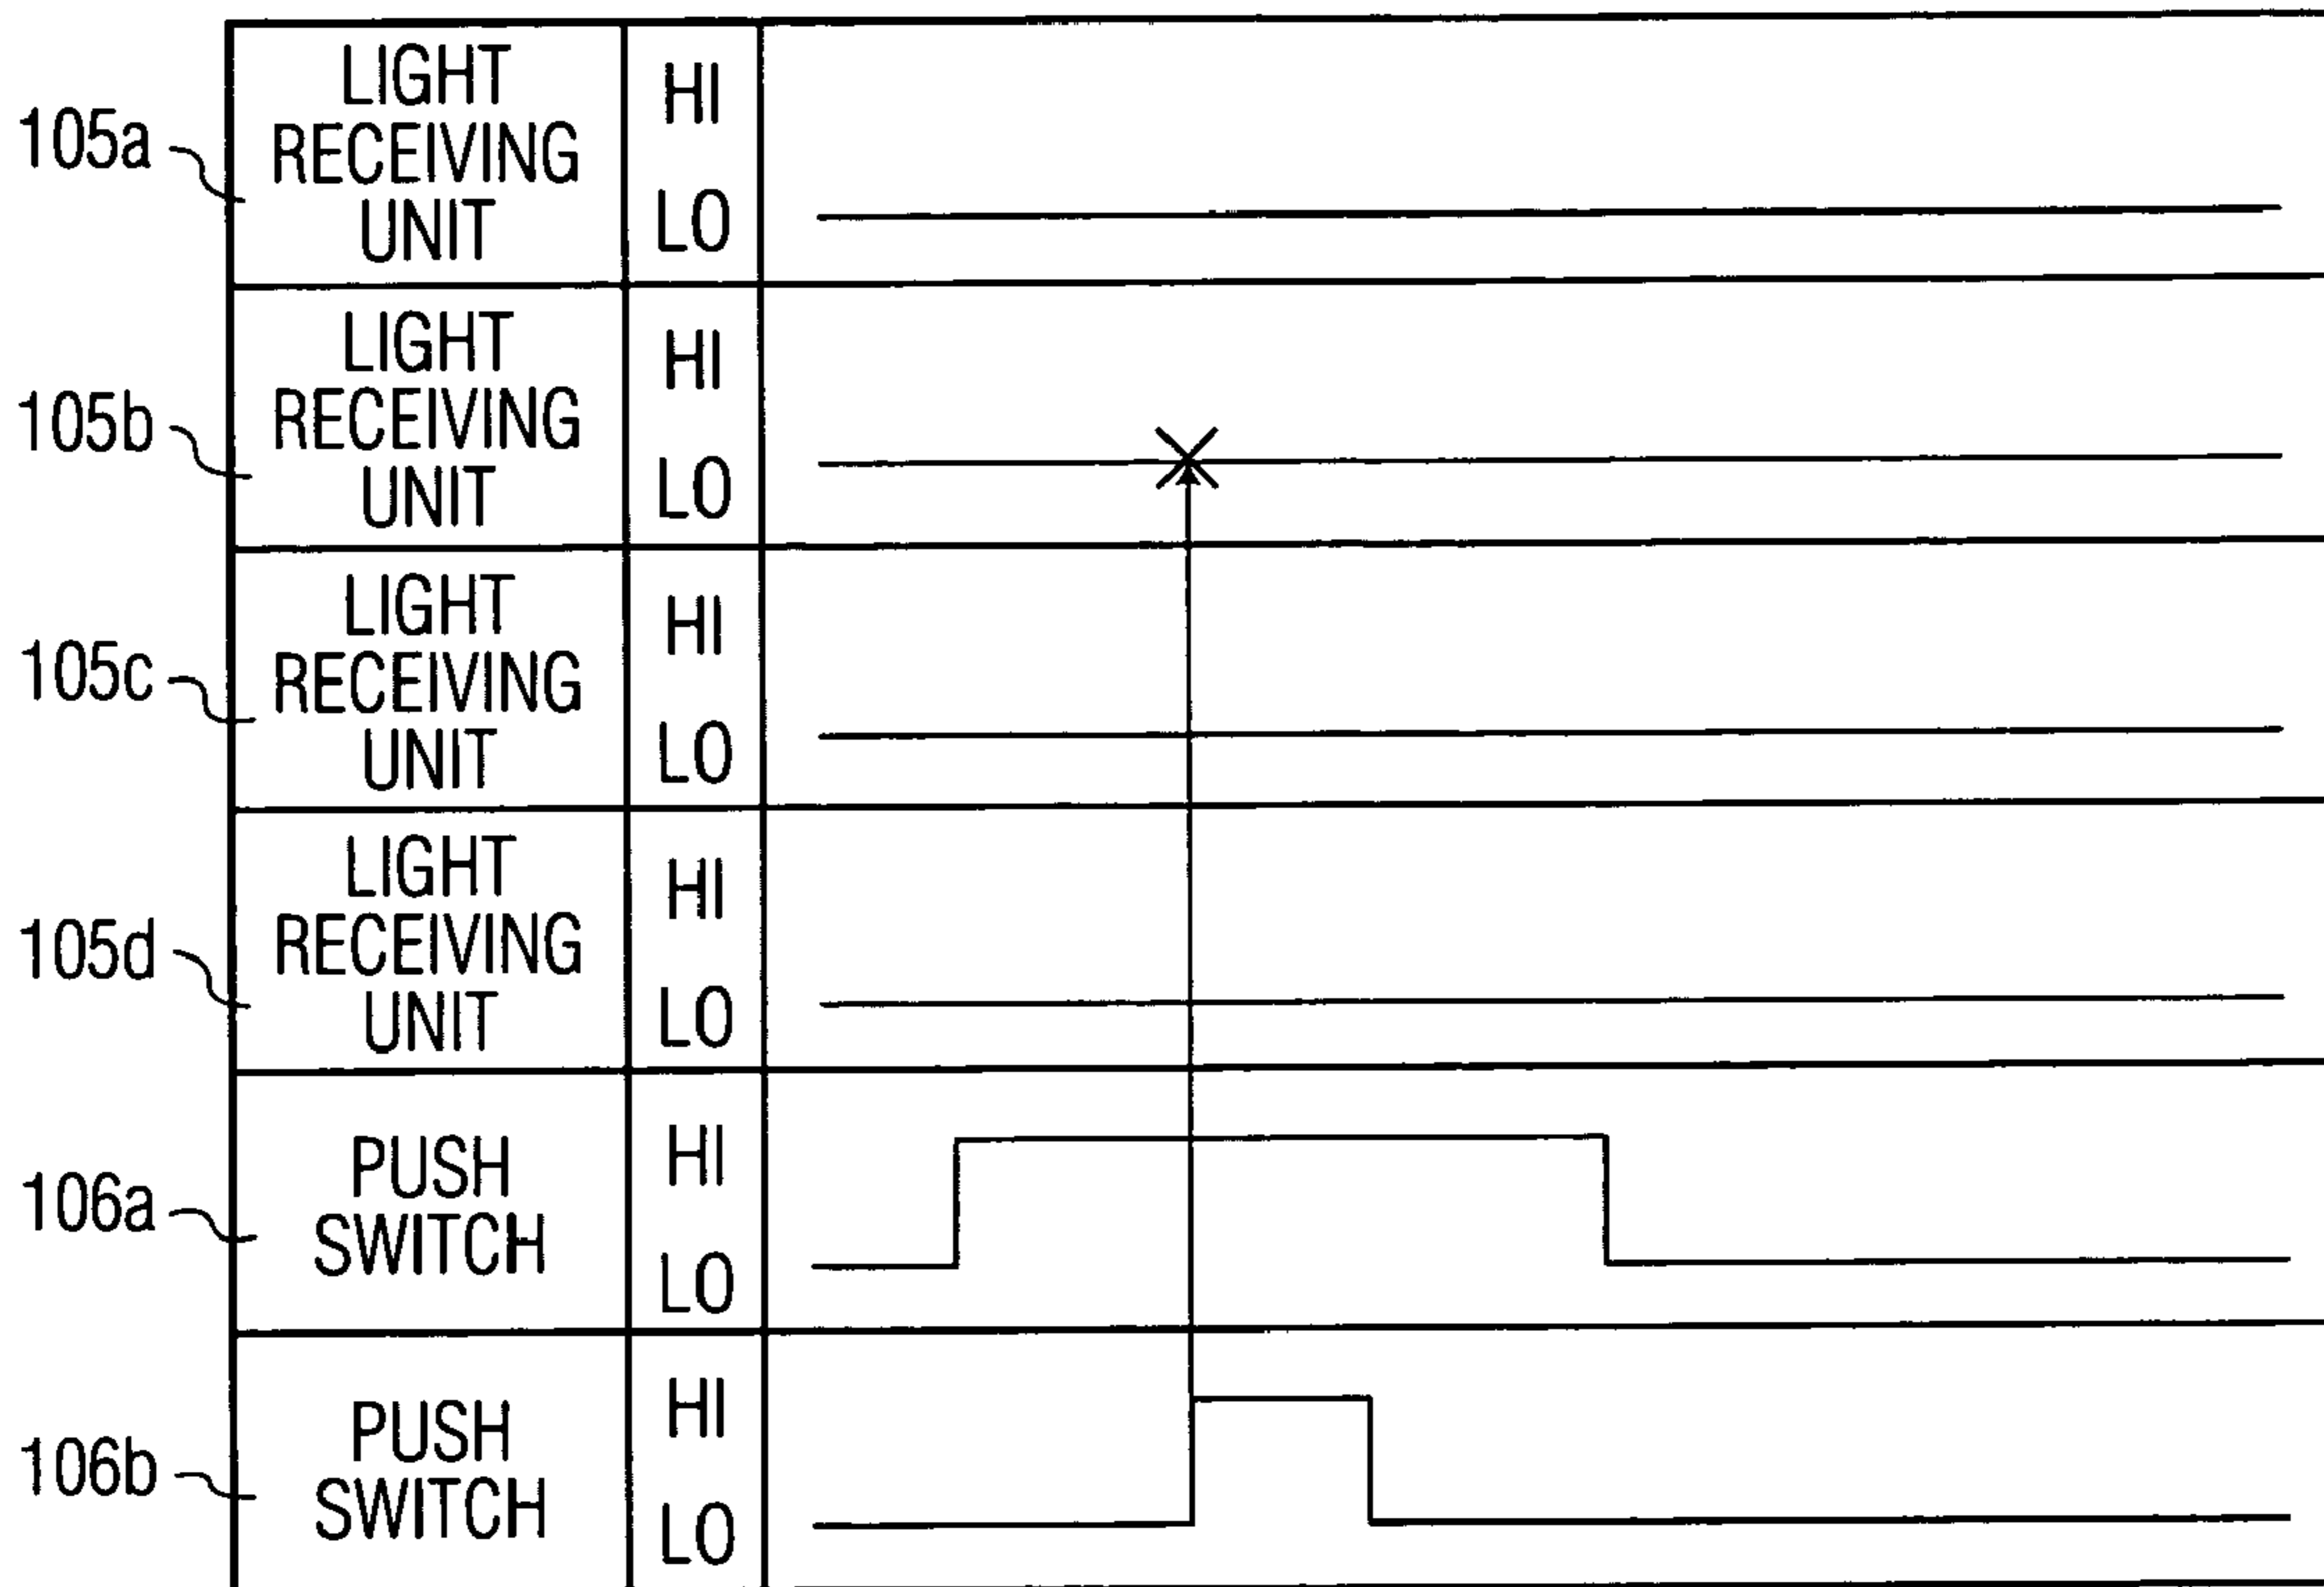 LIGHT
RECEIVING
UNIT
HI
LO
105a
LIGHT
RECEIVING
UNIT
HI
LO
105b
LIGHT
RECEIVING
UNIT
HI
LO
105c
LIGHT
RECEIVING
UNIT
HI
LO
105d
PUSH
SWITCH
HI
LO
106a
PUSH
SWITCH
HI
LO
106b